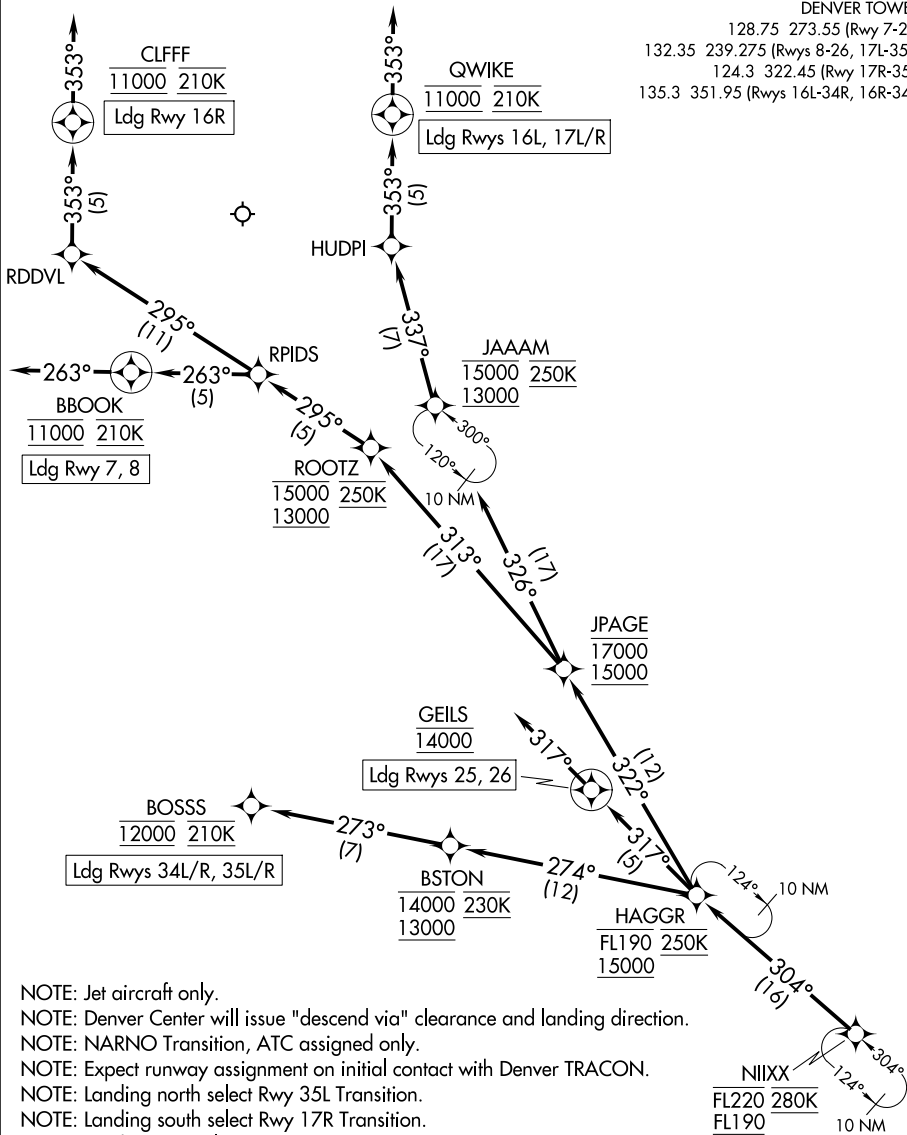 DENVER TOWE
128.75 273.55 (Rwy 7-2
132.35 239.275 (Rwys 8-26, 17L-35
124.3 322.45 (Rwy 17R-35
135.3 351.95 (Rwys 16L-34R, 16R-34
353°
CLFFF
11000 210K
Ldg Rwy 16R
353°
QWIKE
11000 210K
Ldg Rwys 16L, 17L/R
353°
(5)
353°
(5)
RDDVL
HUDPI
295°
(11)
337°
(7)
RPIDS
JAAAM
15000 250K
13000
263°
263°
(5)
BBOOK
11000 210K
Ldg Rwy 7, 8
295°
(5)
300°
120°
10 NM
ROOTZ
15000 250K
13000
313°
(17)
326°
(17)
JPAGE
17000
15000
GEILS
14000
Ldg Rwys 25, 26
317°
322°
(12)
317°
(5)
BOSSS
12000 210K
Ldg Rwys 34L/R, 35L/R
273°
(7)
BSTON
14000 230K
13000
274°
(12)
124°
10 NM
HAGGR
FL190 250K
15000
304°
(16)
NIIXX
FL220 280K
FL190
304°
124°
10 NM
NOTE: Jet aircraft only.
NOTE: Denver Center will issue "descend via" clearance and landing direction.
NOTE: NARNO Transition, ATC assigned only.
NOTE: Expect runway assignment on initial contact with Denver TRACON.
NOTE: Landing north select Rwy 35L Transition.
NOTE: Landing south select Rwy 17R Transition.